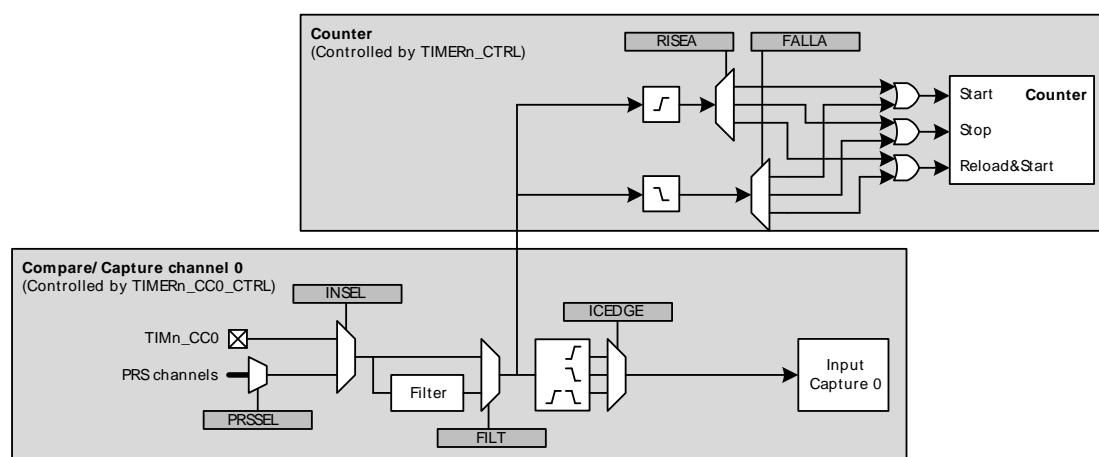 Counter
(Controlled by TIMERn_CTRL)
RISEA
FALLA
Start
Counter
Stop
Reload&Start
Compare/ Capture channel 0
(Controlled by TIMERn_CC0_CTRL)
INSEL
ICEDGE
TIMn_CC0
PRS channels
Filter
Input
Capture 0
PRSSEL
FILT